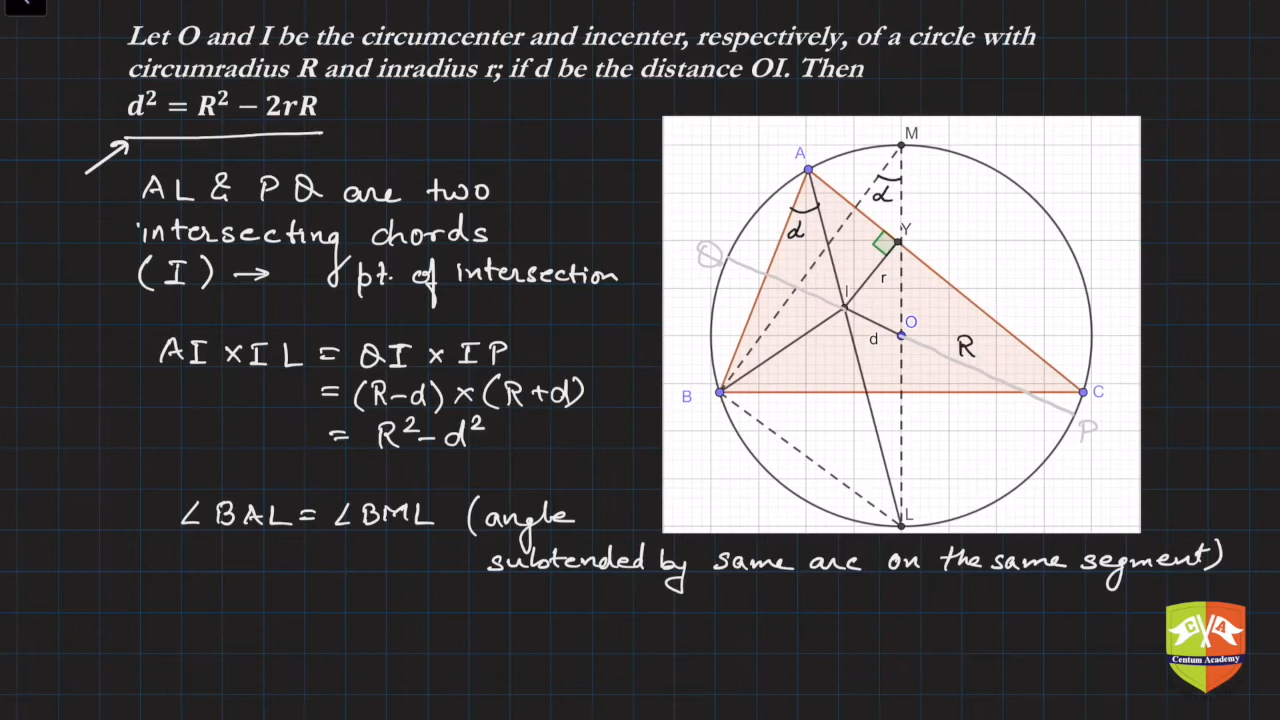 Let O and I be the circumcenter and incenter, respectively, of a circle with
circumradius R and inradius r; if d be the distance OI. Then
d² = R² − 2rR
AL & PQ are two
intersecting chords
(I) → pt. of intersection
AI × IL = QI × IP
= (R-d) × (R+d)
= R² - d²
∠BAL = ∠BML (angle
subtended by same arc on the same segment)
M
A
α
α
Y
Q
r
I
O
d
R
B
C
P
L
C A
Centum Academy